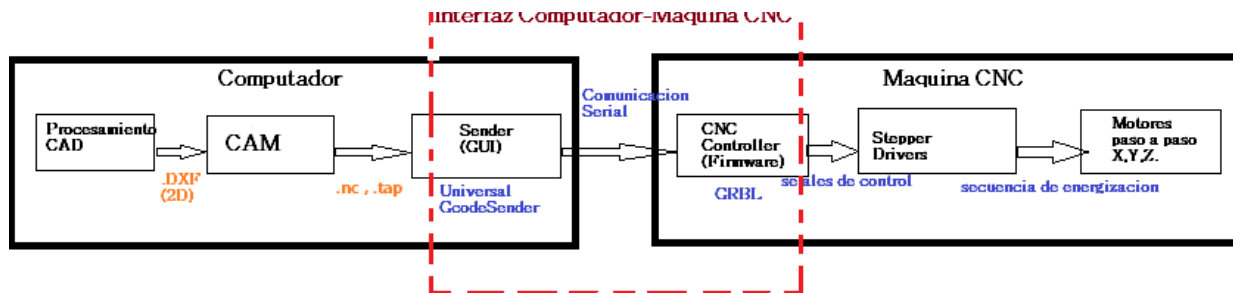 Interfaz Computador-Maquina CNC
Computador
Procesamiento
CAD
.DXF
(2D)
CAM
.nc , .tap
Sender
(GUI)
Universal
GcodeSender
Comunicacion
Serial
Maquina CNC
CNC
Controller
(Firmware)
GRBL
señales de control
Stepper
Drivers
secuencia de energizacion
Motores
paso a paso
X,Y,Z.